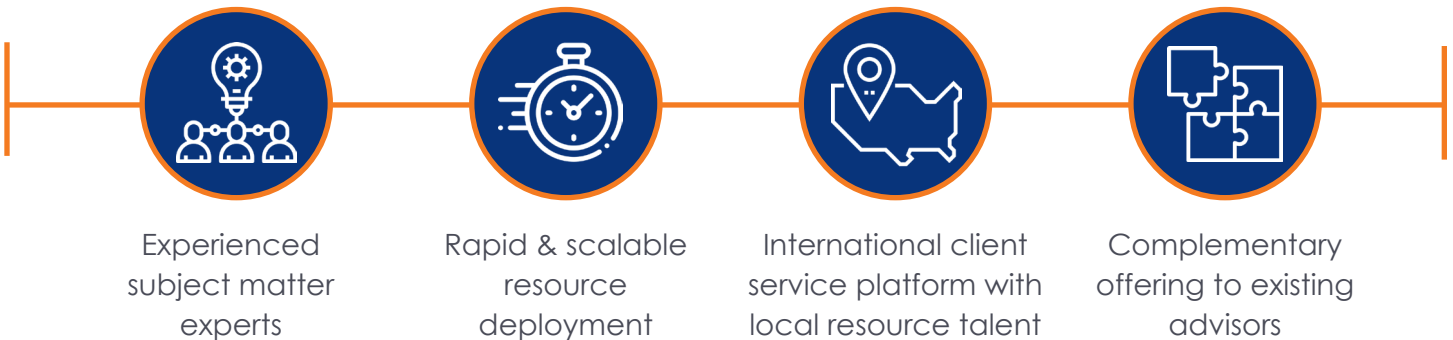 Experienced
subject matter
experts
Rapid & scalable
resource
deployment
International client
service platform with
local resource talent
Complementary
offering to existing
advisors